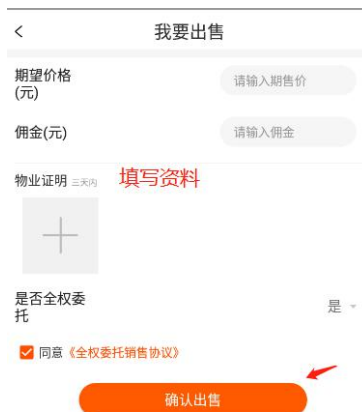 我要出售
期望价格
(元)
请输入期售价
佣金(元)
请输入佣金
物业证明 三天内
填写资料
是否全权委
托
是
同意《全权委托销售协议》
确认出售